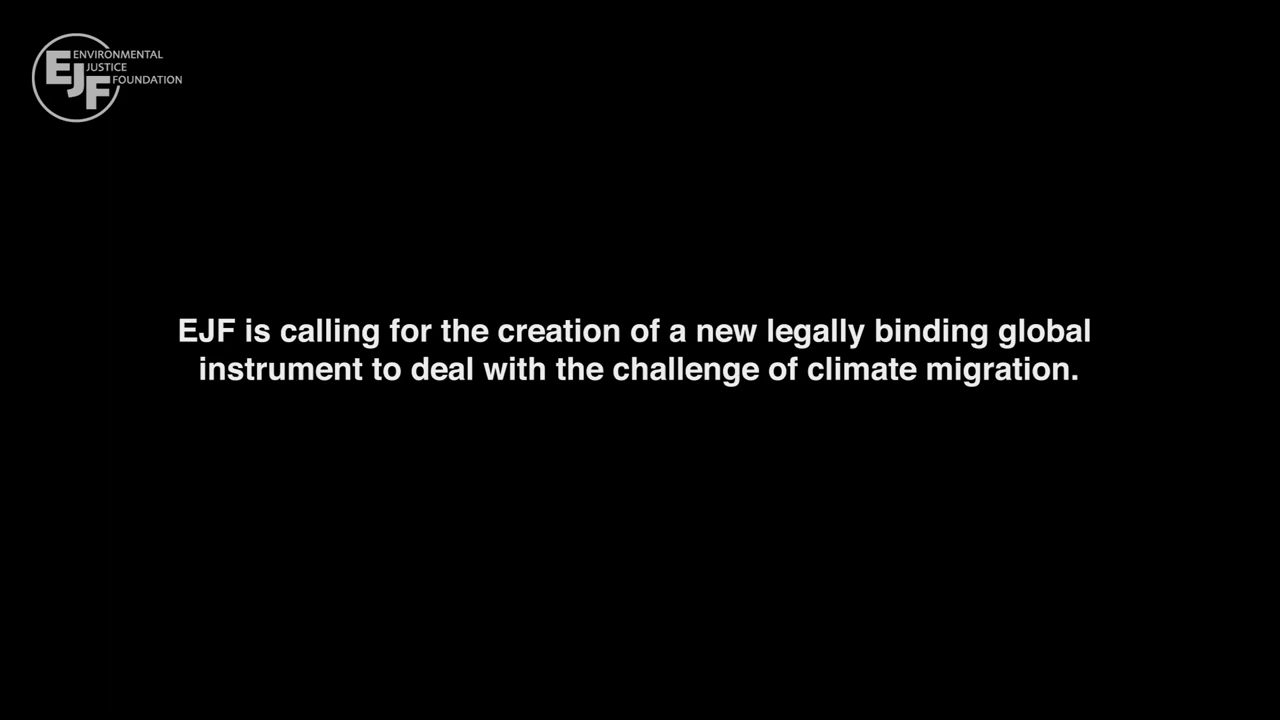 EJF
ENVIRONMENTAL
JUSTICE
FOUNDATION
EJF is calling for the creation of a new legally binding global
instrument to deal with the challenge of climate migration.